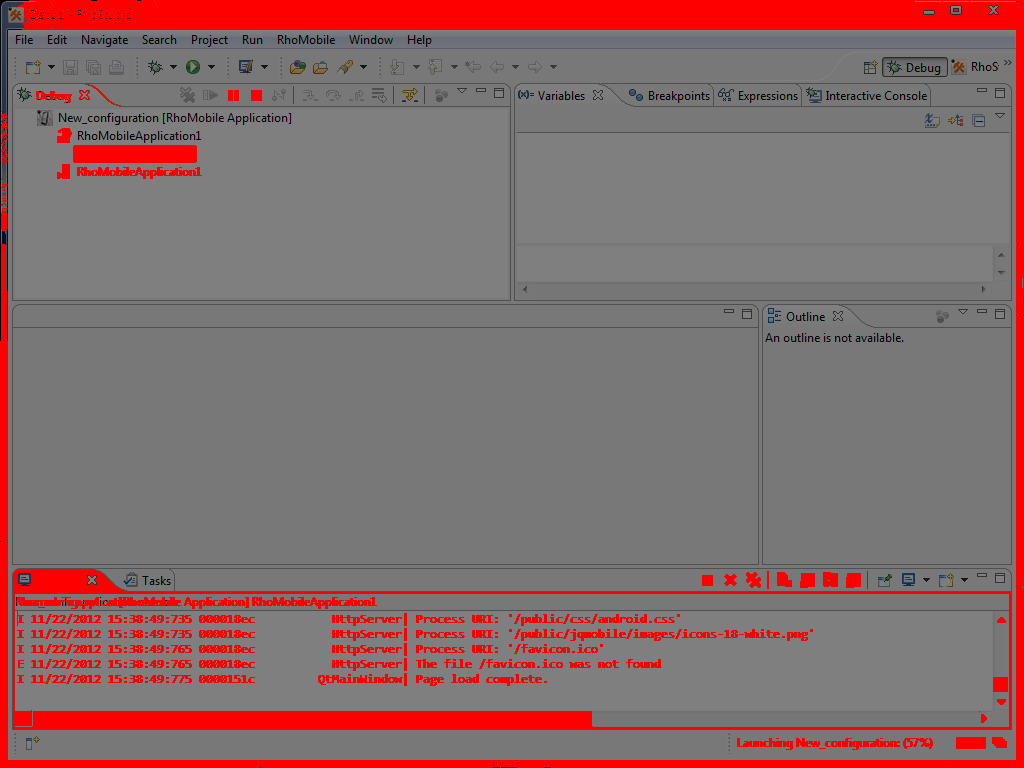 File Edit Navigate Search Project Run RhoMobile Window Help
Debug RhoS
Debug
Variables Breakpoints Expressions Interactive Console
New_configuration [RhoMobile Application]
RhoMobileApplication1
RhoMobileApplication1
Outline
An outline is not available.
Tasks
Application] RhoMobileApplication1
I 11/22/2012 15:38:49:735 000018ec HttpServer| Process URI: '/public/css/android.css'
I 11/22/2012 15:38:49:735 000018ec HttpServer| Process URI: '/public/jqmobile/images/icons-18-white.png'
I 11/22/2012 15:38:49:765 000018ec HttpServer| Process URI: '/favicon.ico'
E 11/22/2012 15:38:49:765 000018ec HttpServer| The file /favicon.ico was not found
I 11/22/2012 15:38:49:775 0000151c QtMainWindow| Page load complete.
Launching New_configuration: (57%)